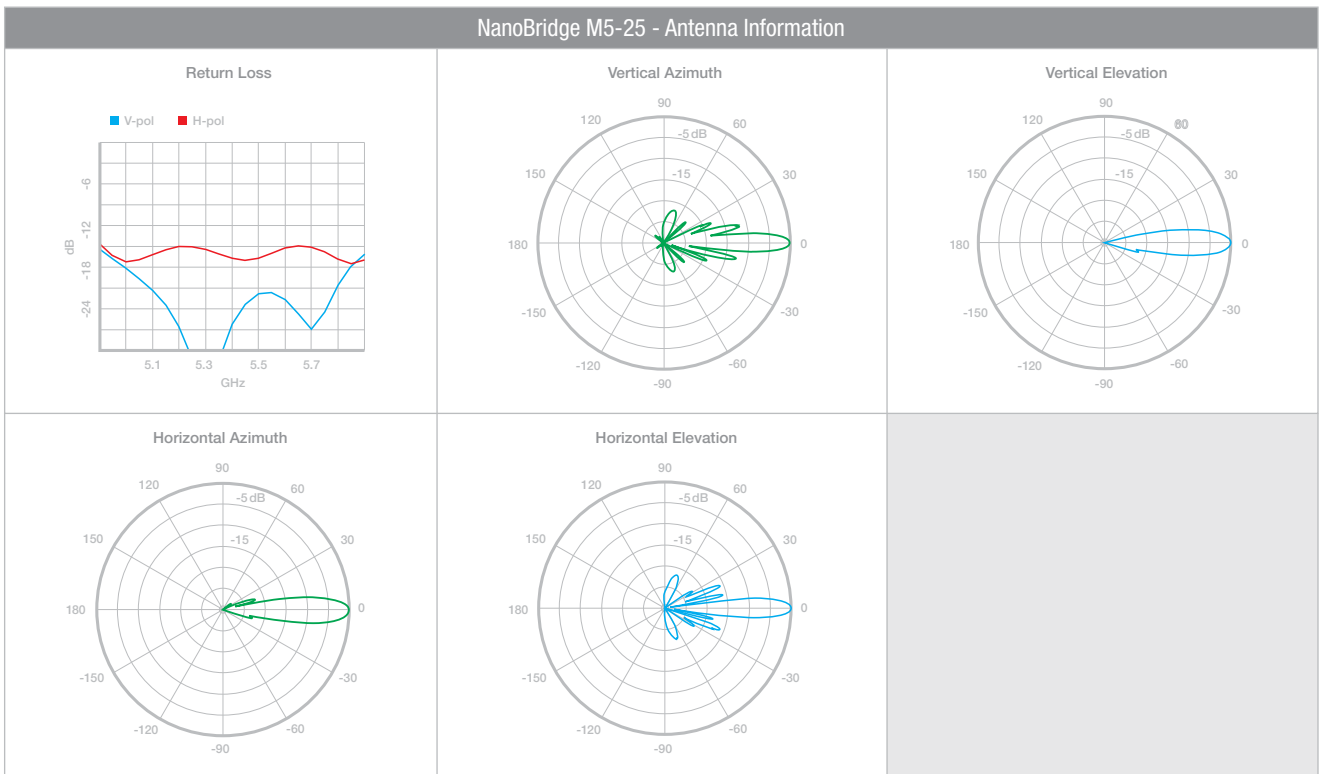 NanoBridge M5-25 - Antenna Information
Return Loss
V-pol H-pol
dB
-6
-12
-18
-24
5.1 5.3 5.5 5.7
GHz
Vertical Azimuth
90
120 60
-5 dB
150 -15 30
180 0
-150 -30
-120 -60
-90
Vertical Elevation
90
120
-5 dB
150 -15 30
180 0
-150 -30
-120 -60
-90
Horizontal Azimuth
90
120 60
-5 dB
150 -15 30
180 0
-150 -30
-120 -60
-90
Horizontal Elevation
90
120 60
-5 dB
150 -15 30
180 0
-150 -30
-120 -60
-90